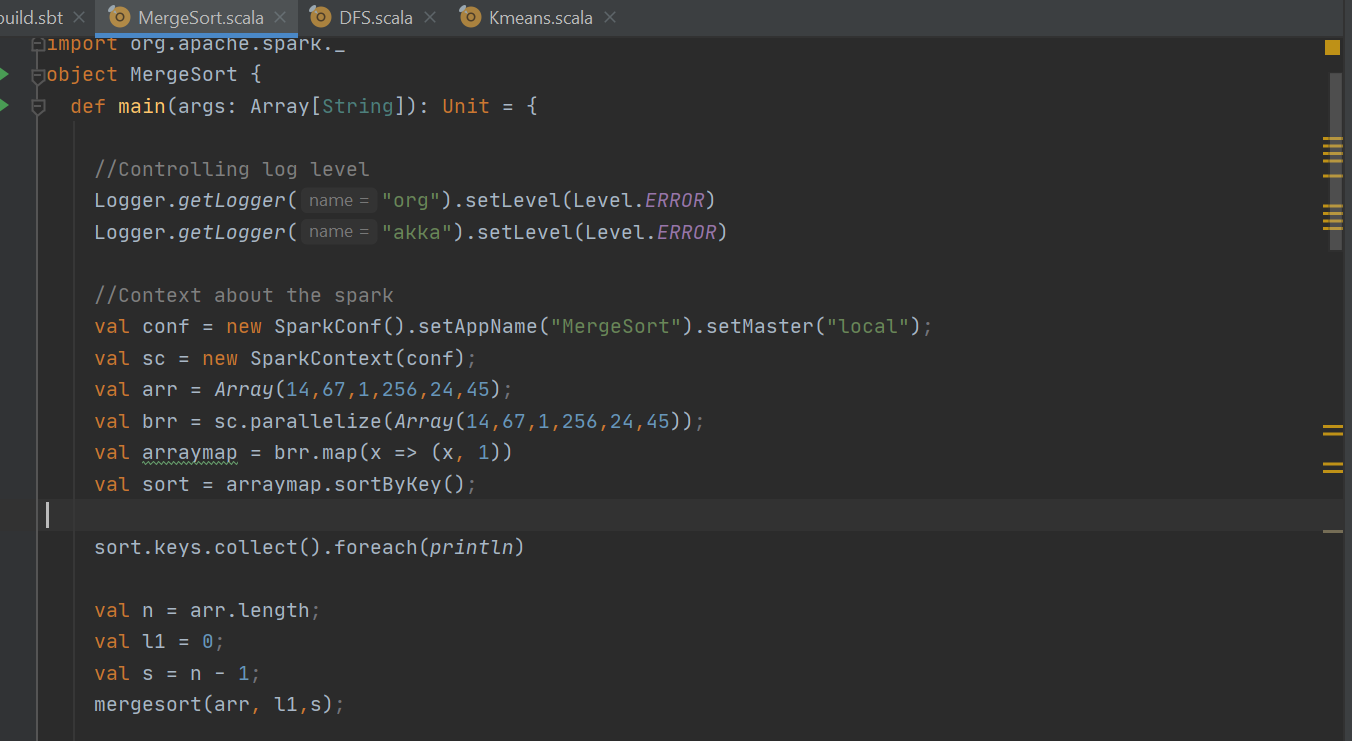 build.sbt MergeSort.scala DFS.scala Kmeans.scala
import org.apache.spark._
object MergeSort {
def main(args: Array[String]): Unit = {
//Controlling log level
Logger.getLogger( name = "org").setLevel(Level.ERROR)
Logger.getLogger( name = "akka").setLevel(Level.ERROR)
//Context about the spark
val conf = new SparkConf().setAppName("MergeSort").setMaster("local");
val sc = new SparkContext(conf);
val arr = Array(14,67,1,256,24,45);
val brr = sc.parallelize(Array(14,67,1,256,24,45));
val arraymap = brr.map(x => (x, 1))
val sort = arraymap.sortByKey();
sort.keys.collect().foreach(println)
val n = arr.length;
val l1 = 0;
val s = n - 1;
mergesort(arr, l1,s);